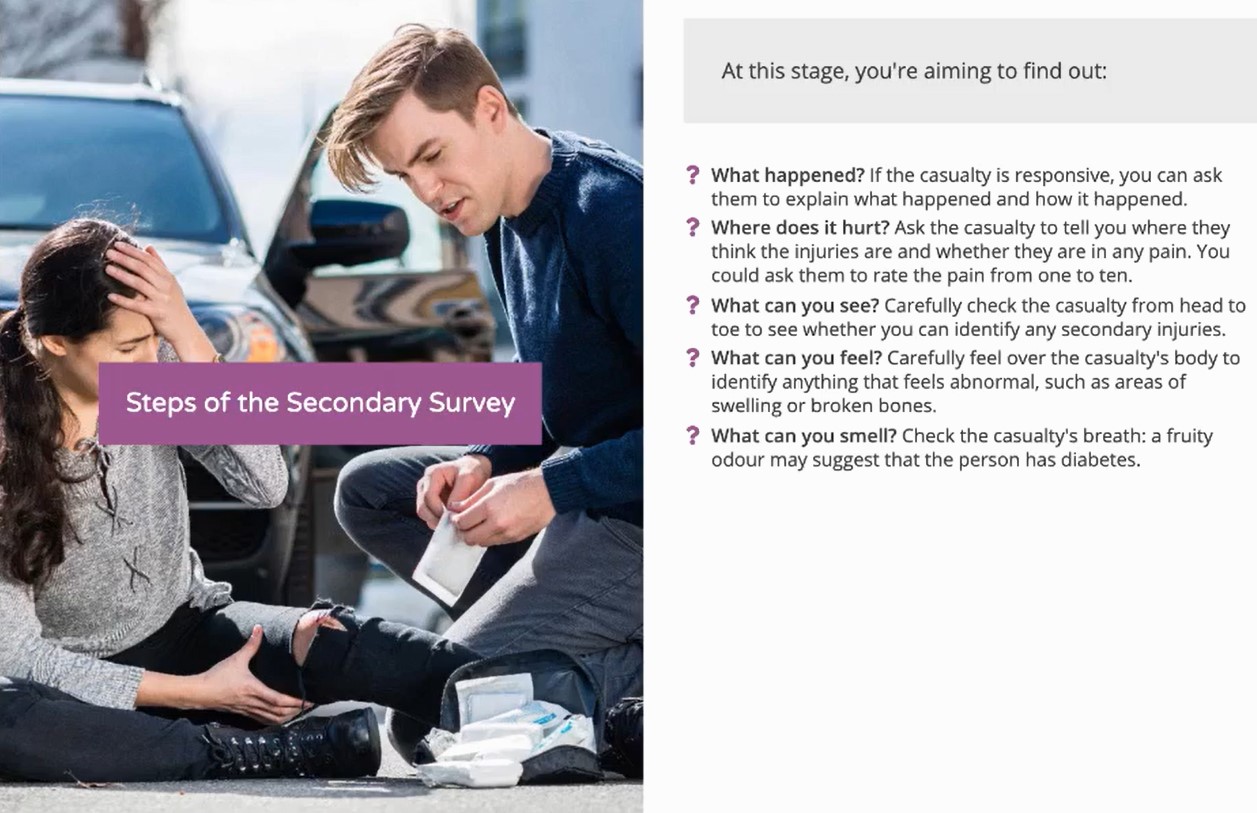 Steps of the Secondary Survey
At this stage, you're aiming to find out:
? What happened? If the casualty is responsive, you can ask
them to explain what happened and how it happened.
? Where does it hurt? Ask the casualty to tell you where they
think the injuries are and whether they are in any pain. You
could ask them to rate the pain from one to ten.
? What can you see? Carefully check the casualty from head to
toe to see whether you can identify any secondary injuries.
? What can you feel? Carefully feel over the casualty's body to
identify anything that feels abnormal, such as areas of
swelling or broken bones.
? What can you smell? Check the casualty's breath: a fruity
odour may suggest that the person has diabetes.